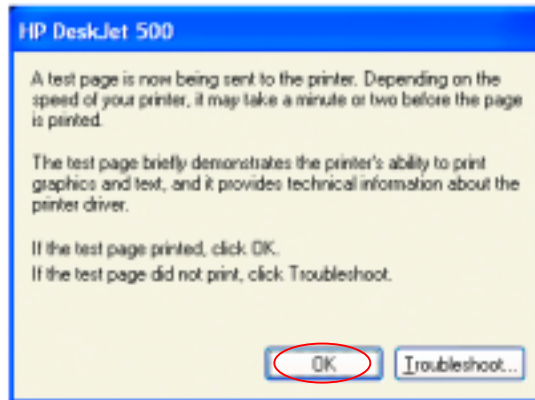 HP DeskJet 500
A test page is now being sent to the printer. Depending on the
speed of your printer, it may take a minute or two before the page
is printed.
The test page briefly demonstrates the printer's ability to print
graphics and text, and it provides technical information about the
printer driver.
If the test page printed, click OK.
If the test page did not print, click Troubleshoot.
OK Troubleshoot...